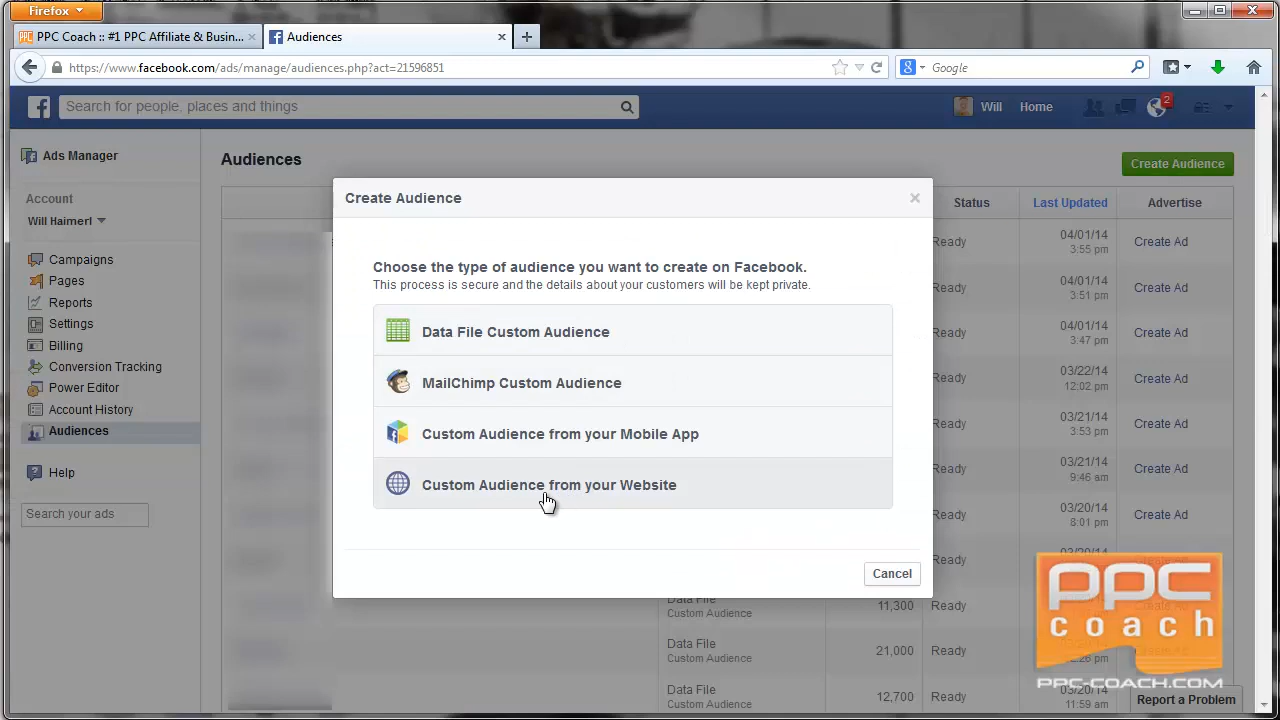 Firefox
PPC Coach :: #1 PPC Affiliate & Busin...
Audiences
https://www.facebook.com/ads/manage/audiences.php?act=21596851
Google
Search for people, places and things
Will
Home
2
Ads Manager
Account
Will Haimerl
Campaigns
Pages
Reports
Settings
Billing
Conversion Tracking
Power Editor
Account History
Audiences
Help
Search your ads
Audiences
Create Audience
Status
Last Updated
Advertise
Ready
04/01/14
3:55 pm
Create Ad
Ready
04/01/14
3:51 pm
Create Ad
Ready
04/01/14
3:47 pm
Create Ad
Ready
03/22/14
12:02 pm
Create Ad
Ready
03/21/14
3:53 pm
Create Ad
Ready
03/21/14
9:46 am
Create Ad
Ready
03/20/14
8:01 pm
Create Ad
Ready
Data File
Custom Audience
11,300
Ready
Data File
Custom Audience
21,000
Ready
Data File
Custom Audience
12,700
Ready
03/20/14
11:59 am
Create Audience
Choose the type of audience you want to create on Facebook.
This process is secure and the details about your customers will be kept private.
Data File Custom Audience
MailChimp Custom Audience
Custom Audience from your Mobile App
Custom Audience from your Website
Cancel
PPC
coach
PPC-COACH.COM
Report a Problem